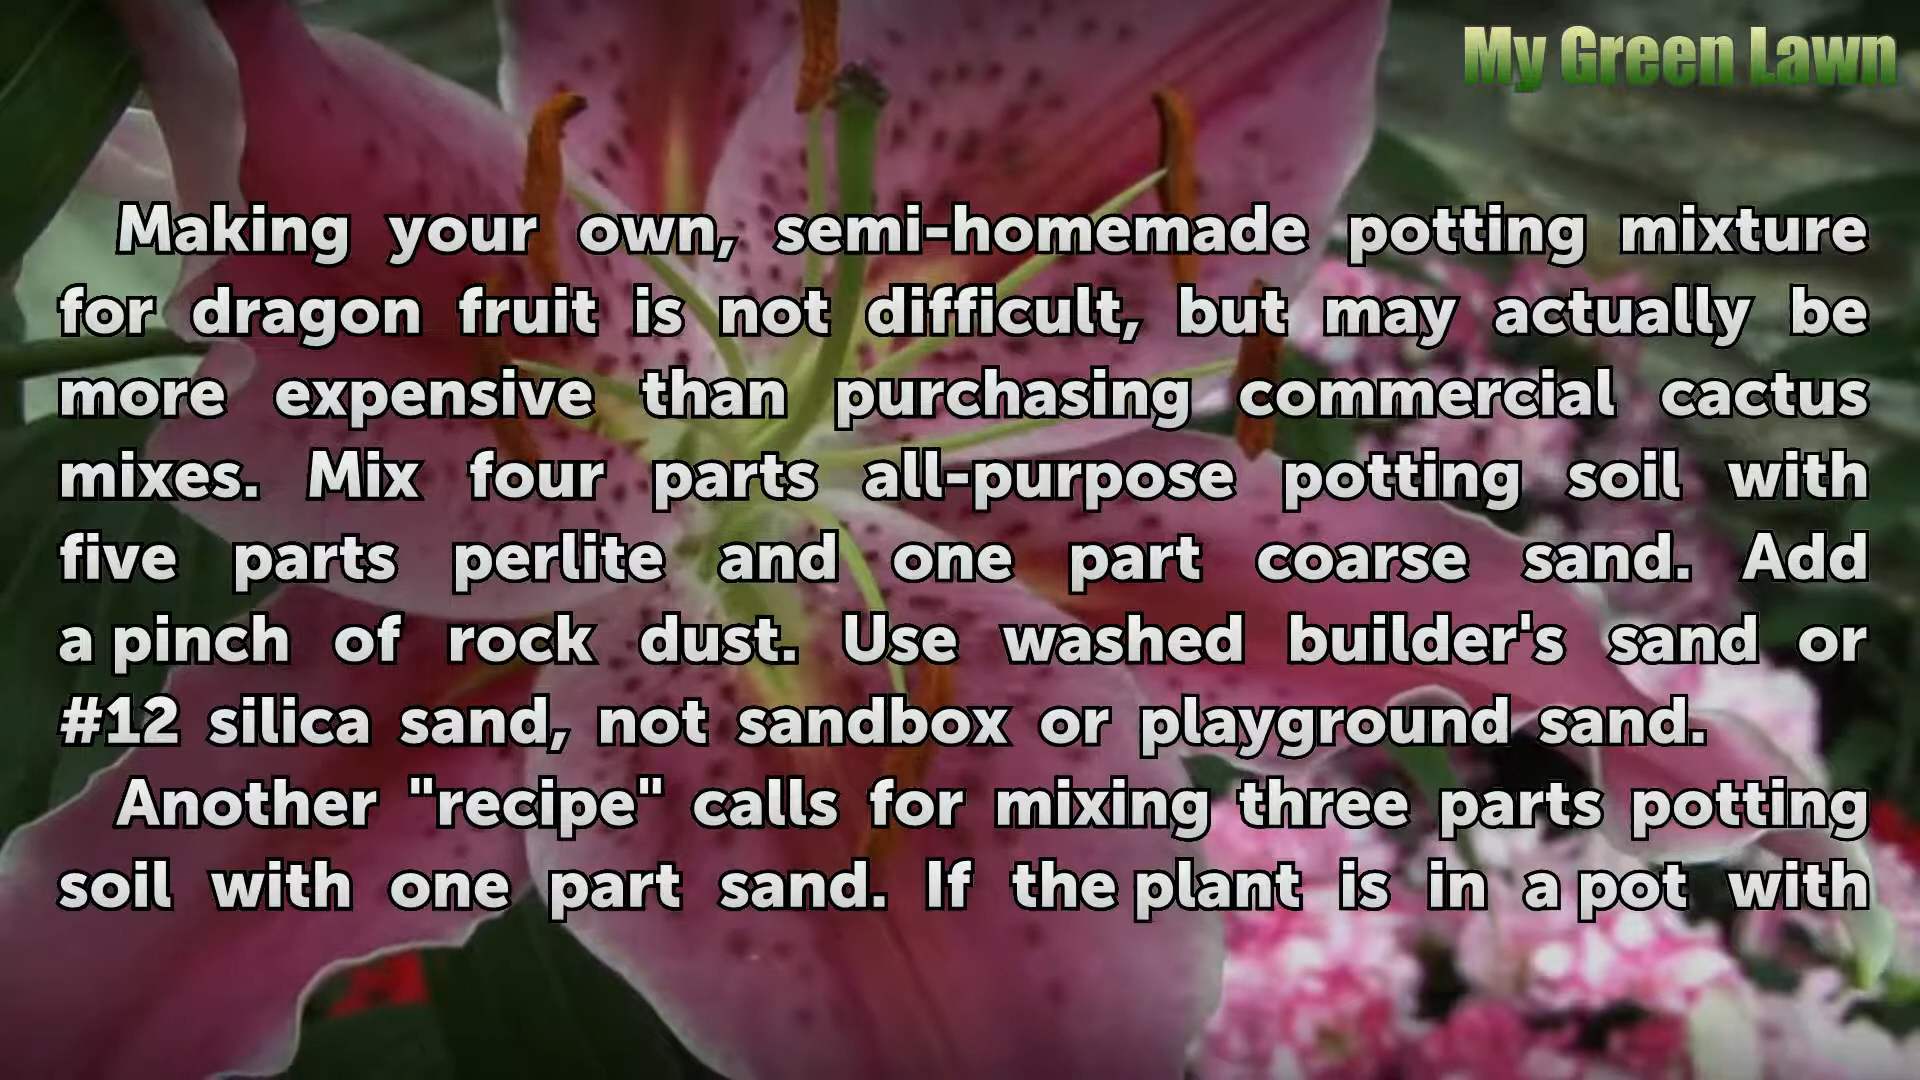 My Green Lawn
Making your own, semi-homemade potting mixture
for dragon fruit is not difficult, but may actually be
more expensive than purchasing commercial cactus
mixes. Mix four parts all-purpose potting soil with
five parts perlite and one part coarse sand. Add
a pinch of rock dust. Use washed builder's sand or
#12 silica sand, not sandbox or playground sand.
Another "recipe" calls for mixing three parts potting
soil with one part sand. If the plant is in a pot with